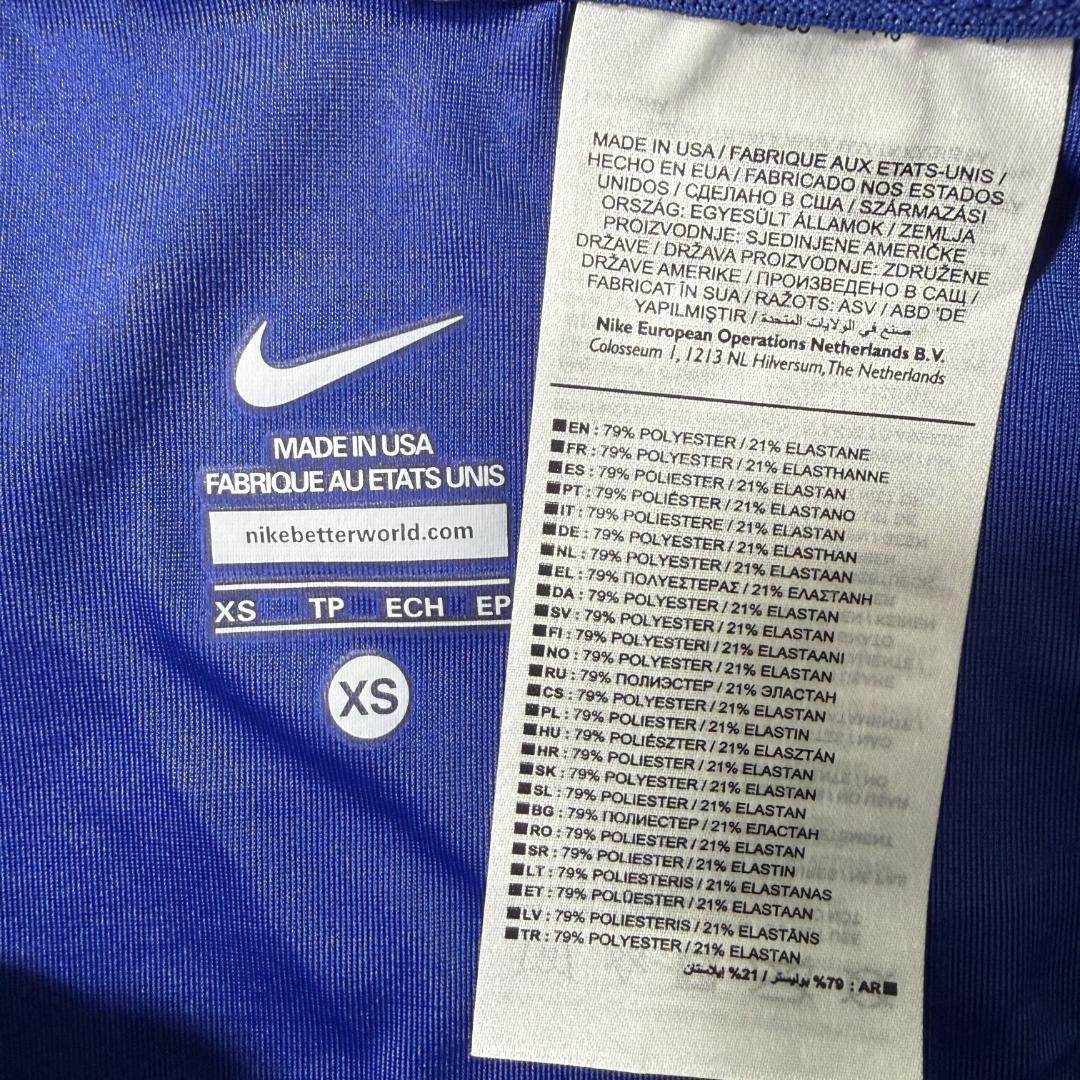 MADE IN USA
FABRIQUE AU ETATS UNIS
nikebetterworld.com
XS TP ECH EP
XS
MADE IN USA / FABRIQUE AUX ETATS-UNIS /
HECHO EN EUA / FABRICADO NOS ESTADOS
UNIDOS / СДЕЛАНО В США / SZÁRMAZÁSI
ORSZÁG: EGYESÜLT ÁLLAMOK / ZEMLJA
PROIZVODNJE: SJEDINJENE AMERIČKE
DRŽAVE / DRŽAVA PROIZVODNJE: ZDRUŽENE
DRŽAVE AMERIKE / ПРОИЗВЕДЕНО В САЩ /
FABRICAT ÎN SUA / RAŽOTS: ASV / ABD 'DE
YAPILMIŞTIR / صنع في الولايات المتحدة
Nike European Operations Netherlands B.V.
Colosseum 1, 1213 NL Hilversum, The Netherlands
EN : 79% POLYESTER / 21% ELASTANE
FR : 79% POLYESTER / 21% ELASTHANNE
ES : 79% POLIÉSTER / 21% ELASTAN
PT : 79% POLIÉSTER / 21% ELASTANO
IT : 79% POLIESTERE / 21% ELASTAN
DE : 79% POLYESTER / 21% ELASTHAN
NL : 79% POLYESTER / 21% ELASTAAN
EL : 79% ΠΟΛΥΕΣΤΕΡΑΣ / 21% ΕΛΑΣΤΑΝΗ
DA : 79% POLYESTER / 21% ELASTAN
SV : 79% POLYESTER / 21% ELASTAN
FI : 79% POLYESTERI / 21% ELASTAANI
NO : 79% POLYESTER / 21% ELASTAN
RU : 79% ПОЛИЭСТЕР / 21% ЭЛАСТАН
CS : 79% POLYESTER / 21% ELASTAN
PL : 79% POLIESTER / 21% ELASTIN
HU : 79% POLIÉSZTER / 21% ELASZTÁN
HR : 79% POLIESTER / 21% ELASTAN
SK : 79% POLYESTER / 21% ELASTAN
SL : 79% POLIESTER / 21% ELASTAN
BG : 79% ПОЛИЕСТЕР / 21% ЕЛАСТАН
RO : 79% POLIESTER / 21% ELASTAN
SR : 79% POLIESTER / 21% ELASTIN
LT : 79% POLIESTERIS / 21% ELASTANAS
ET : 79% POLÜESTER / 21% ELASTAAN
LV : 79% POLIESTERIS / 21% ELASTĀNS
TR : 79% POLYESTER / 21% ELASTAN
AR : 79% بوليستر / 21% إيلاستان